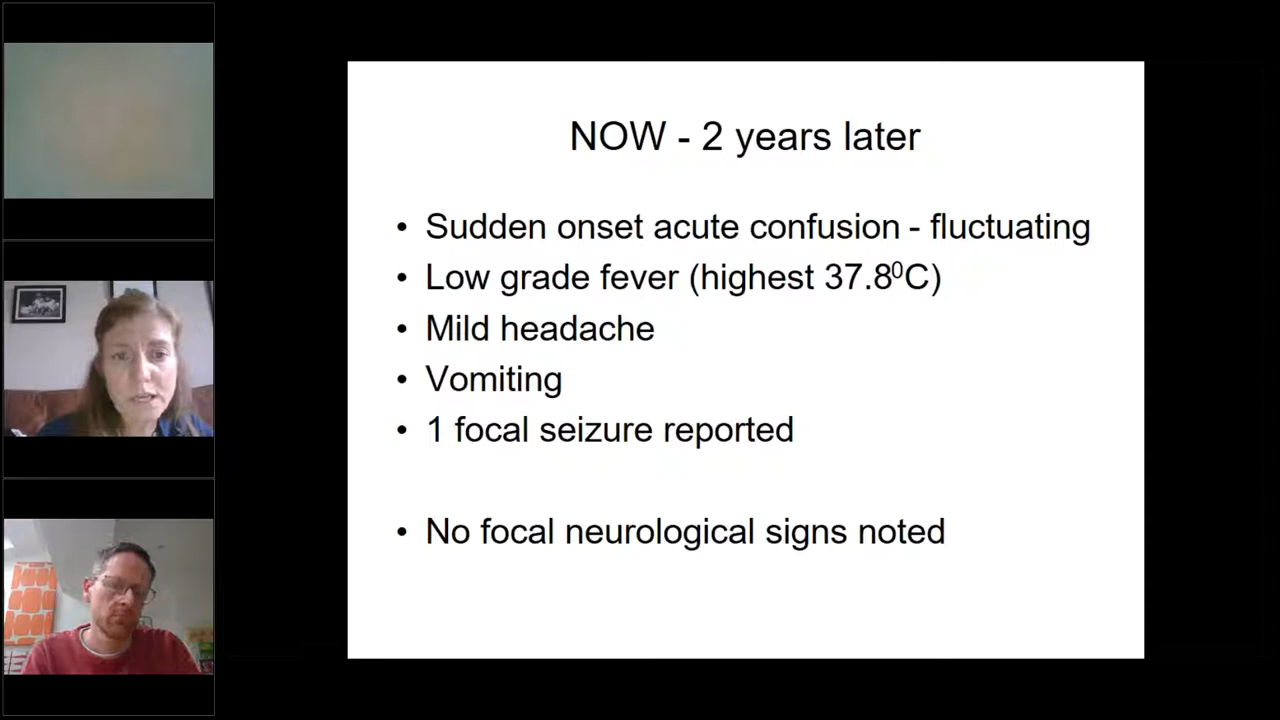 NOW - 2 years later
• Sudden onset acute confusion - fluctuating
• Low grade fever (highest 37.8⁰C)
• Mild headache
• Vomiting
• 1 focal seizure reported
• No focal neurological signs noted